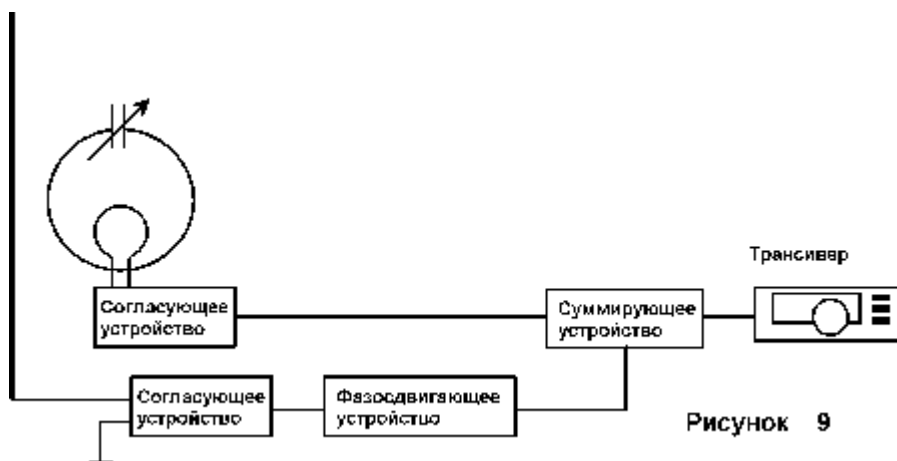 Трансивер
Согласующее
устройство
Суммирующее
устройство
Согласующее
устройство
Фазосдвигающее
устройство
Рисунок 9